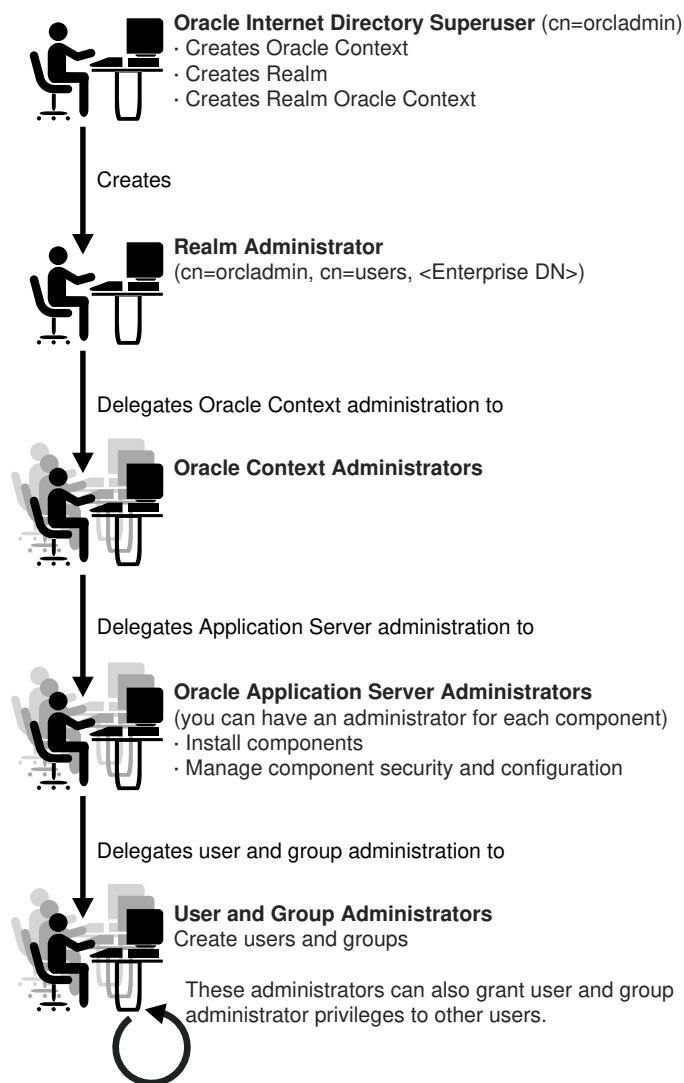 Oracle Internet Directory Superuser (cn=orcladmin)
· Creates Oracle Context
· Creates Realm
· Creates Realm Oracle Context
Creates
Realm Administrator
(cn=orcladmin, cn=users, <Enterprise DN>)
Delegates Oracle Context administration to
Oracle Context Administrators
Delegates Application Server administration to
Oracle Application Server Administrators
(you can have an administrator for each component)
· Install components
· Manage component security and configuration
Delegates user and group administration to
User and Group Administrators
Create users and groups
These administrators can also grant user and group
administrator privileges to other users.